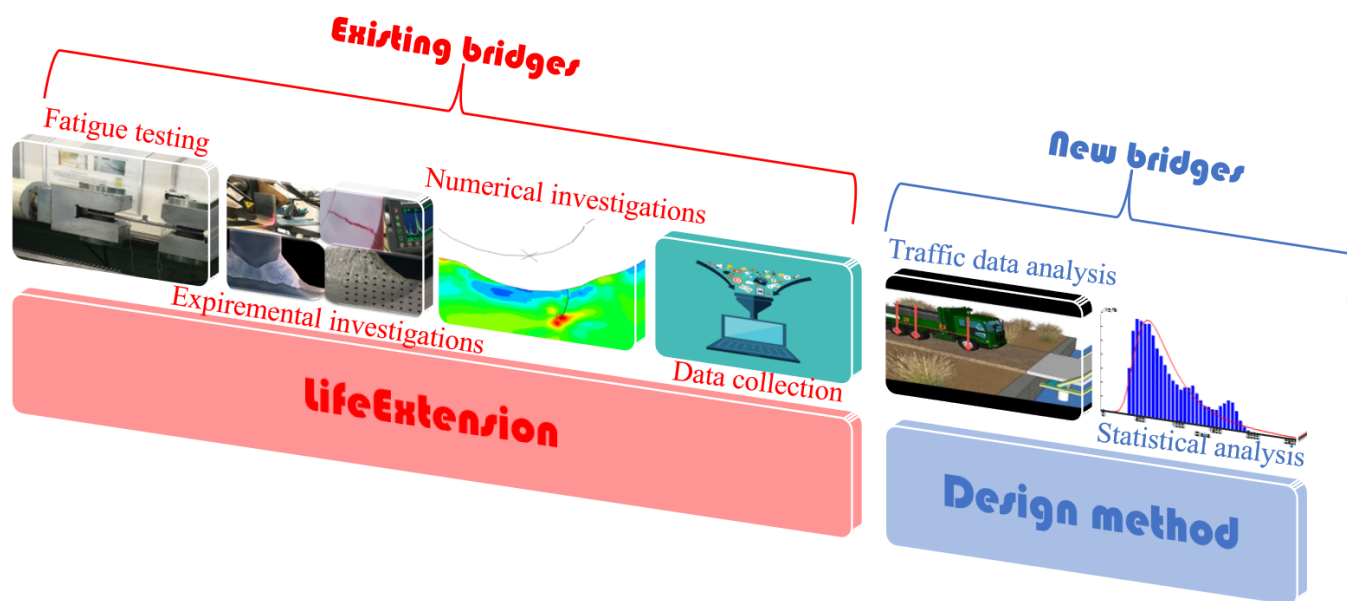 Existing bridges
Fatigue testing
Expiremental investigations
Numerical investigations
Data collection
LifeExtension
New bridges
Traffic data analysis
Statistical analysis
Design method